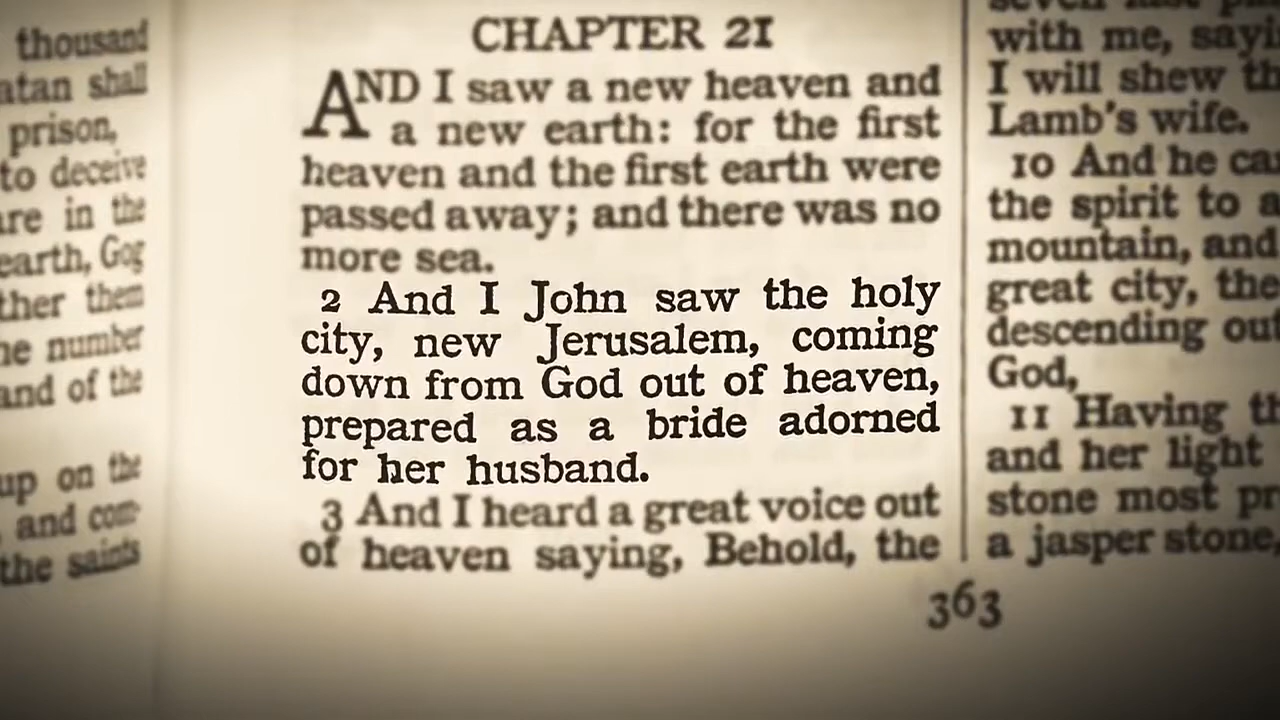 thousand
atan shall
prison,
to deceive
are in the
earth, Gog
ther them
he number
and of the
up on the
and com-
the saints
CHAPTER 21
AND I saw a new heaven and
a new earth: for the first
heaven and the first earth were
passed away; and there was no
more sea.
2 And I John saw the holy
city, new Jerusalem, coming
down from God out of heaven,
prepared as a bride adorned
for her husband.
3 And I heard a great voice out
of heaven saying, Behold, the
with me, sayi
I will shew th
Lamb's wife.
10 And he car
the spirit to a
mountain, and
great city, the
descending out
God,
11 Having th
and her light
stone most pr
a jasper stone,
363